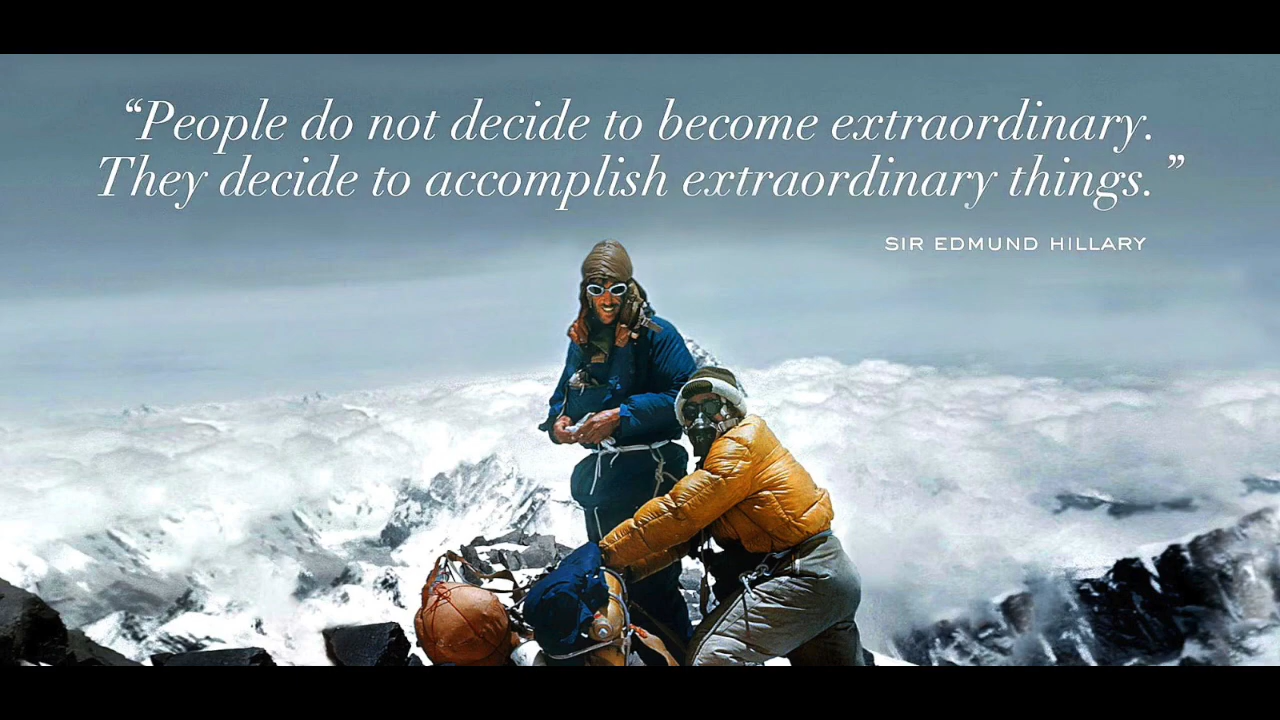 “People do not decide to become extraordinary.
They decide to accomplish extraordinary things.”
SIR EDMUND HILLARY